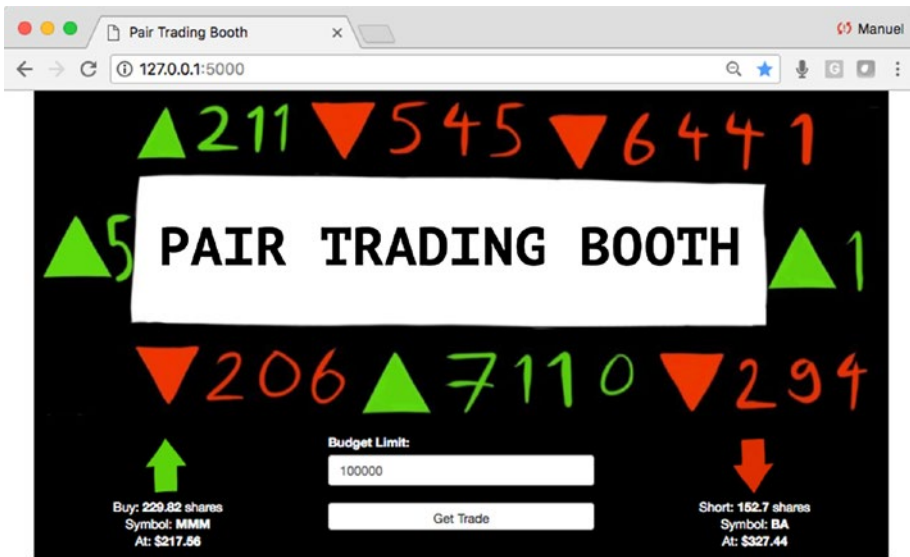 Pair Trading Booth
Manuel
127.0.0.1:5000
211 545 6441
5 PAIR TRADING BOOTH 1
206 7110 294
Budget Limit:
100000
Get Trade
Buy: 229.82 shares
Symbol: MMM
At: $217.56
Short: 152.7 shares
Symbol: BA
At: $327.44